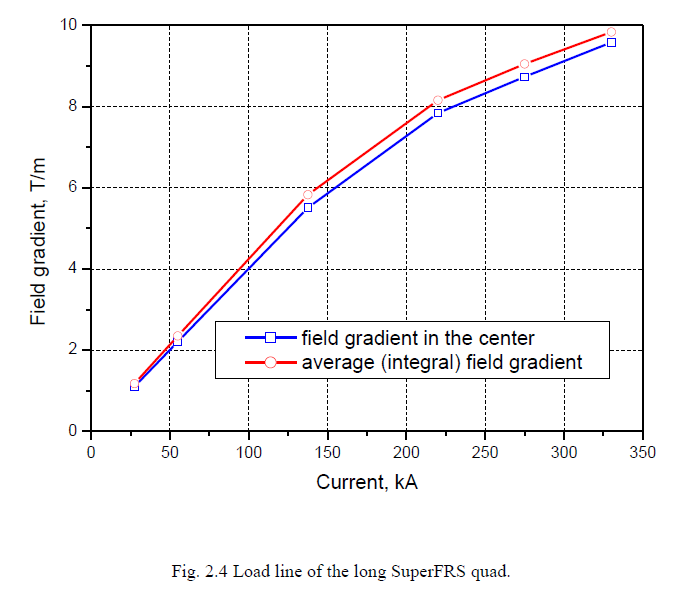 10
8
6
4
2
0
Field gradient, T/m
field gradient in the center
average (integral) field gradient
0 50 100 150 200 250 300 350
Current, kA
Fig. 2.4 Load line of the long SuperFRS quad.